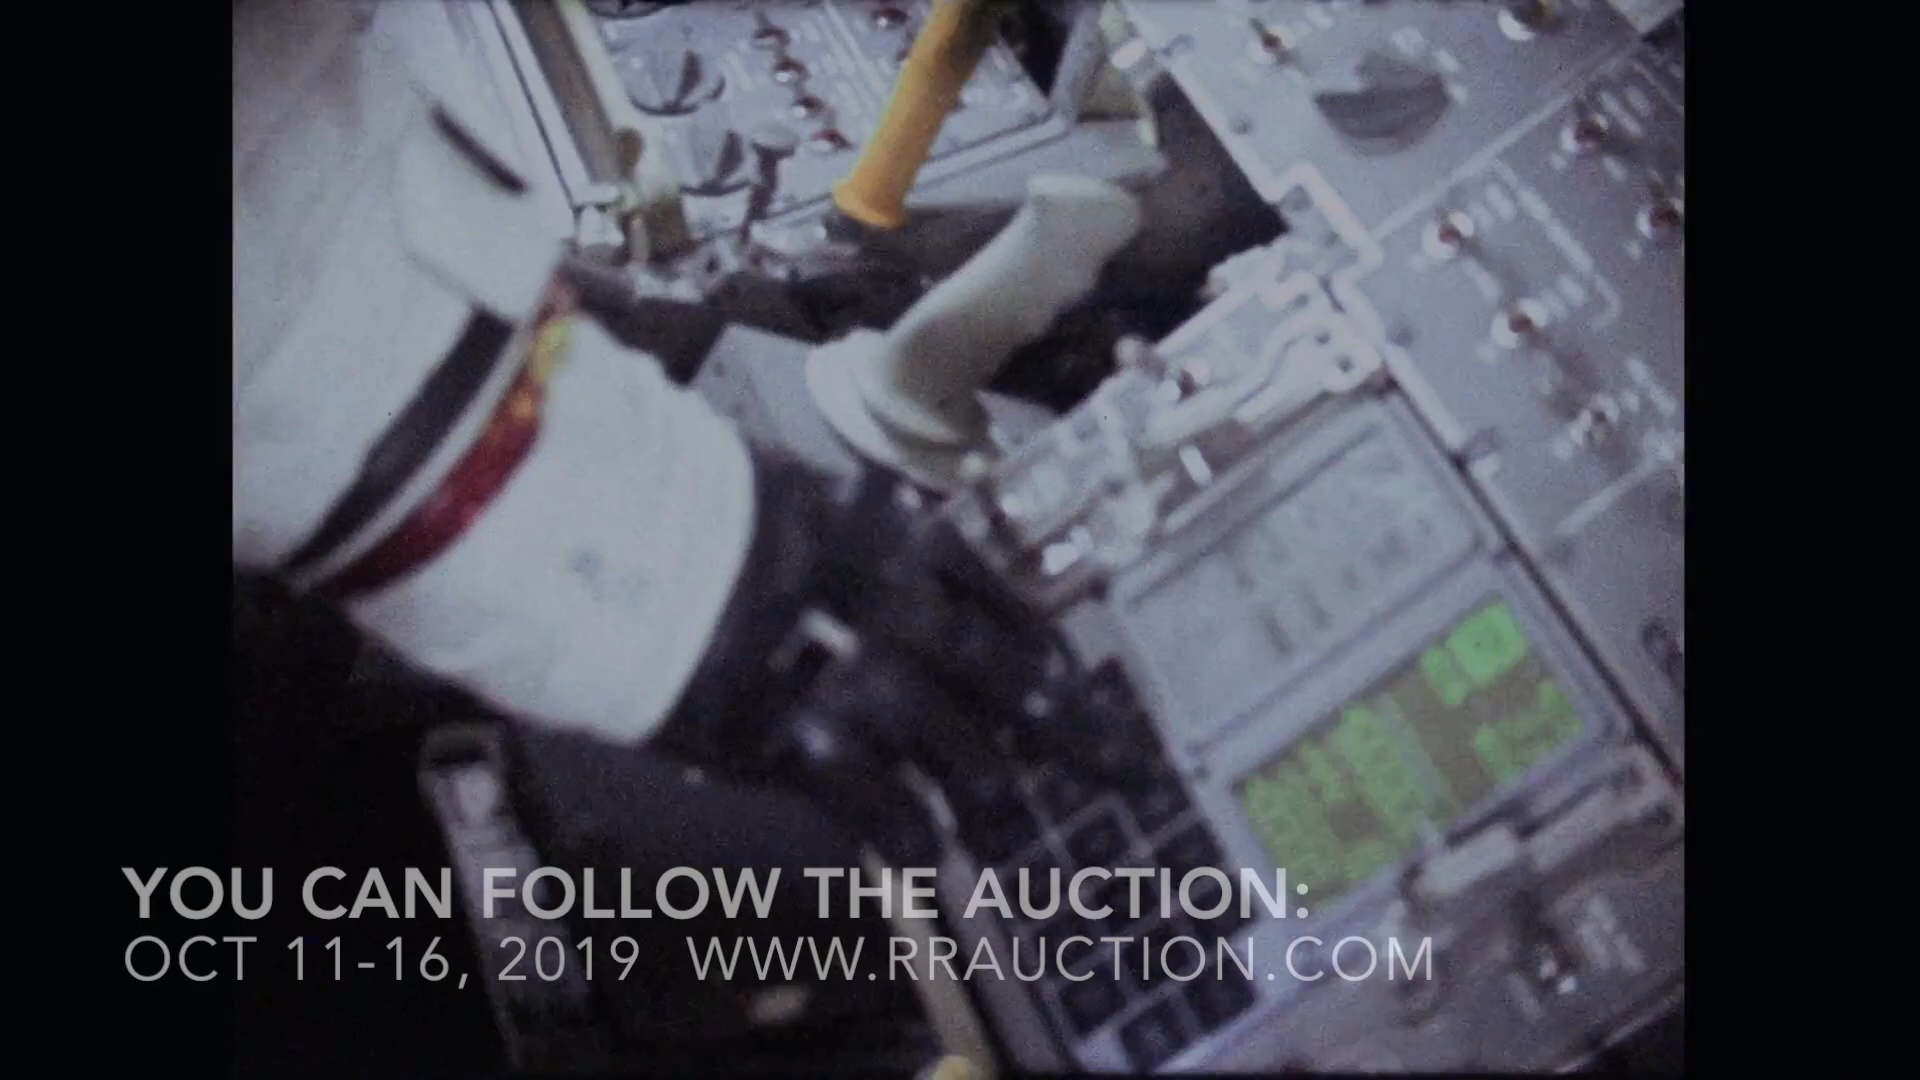 YOU CAN FOLLOW THE AUCTION:
OCT 11-16, 2019 WWW.RRAUCTION.COM